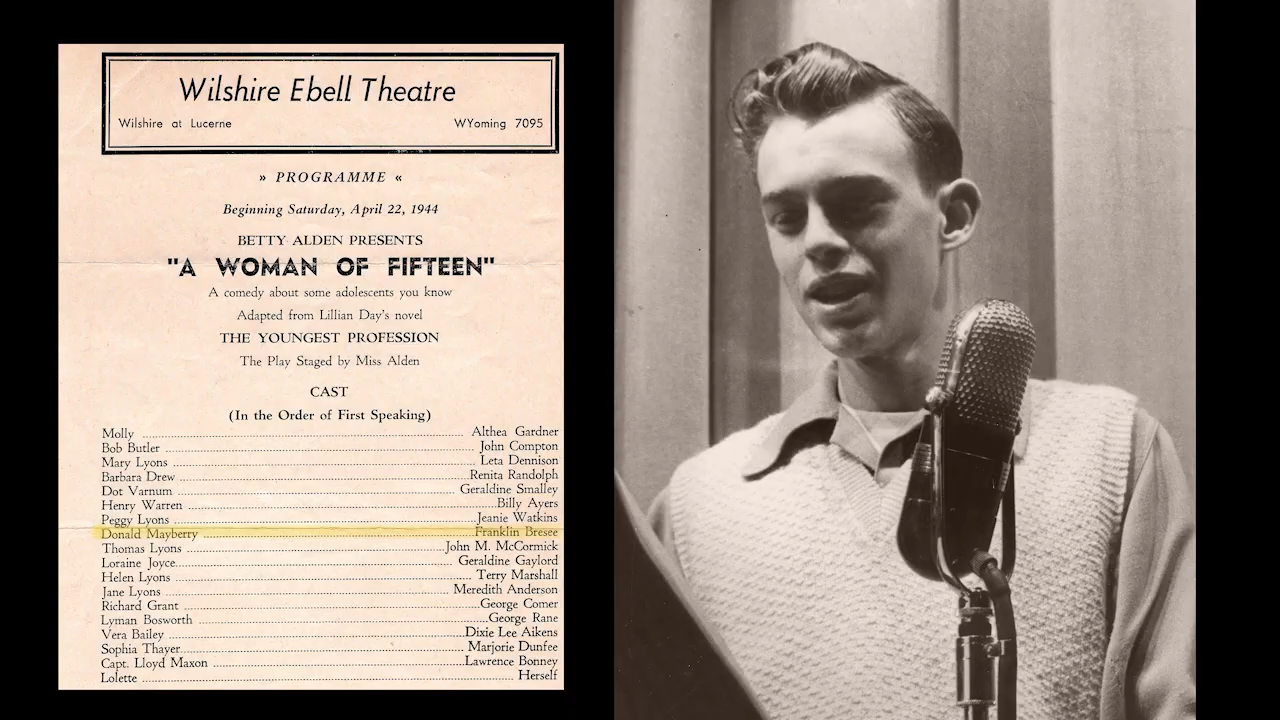 Wilshire Ebell Theatre
Wilshire at Lucerne WYoming 7095
» PROGRAMME «
Beginning Saturday, April 22, 1944
BETTY ALDEN PRESENTS
"A WOMAN OF FIFTEEN"
A comedy about some adolescents you know
Adapted from Lillian Day's novel
THE YOUNGEST PROFESSION
The Play Staged by Miss Alden
CAST
(In the Order of First Speaking)
Molly Althea Gardner
Bob Butler John Compton
Mary Lyons Leta Dennison
Barbara Drew Renita Randolph
Dot Varnum Geraldine Smalley
Henry Warren Billy Ayers
Peggy Lyons Jeanie Watkins
Donald Mayberry Franklin Bresee
Thomas Lyons John M. McCormick
Loraine Joyce Geraldine Gaylord
Helen Lyons Terry Marshall
Jane Lyons Meredith Anderson
Richard Grant George Comer
Lyman Bosworth George Rane
Vera Bailey Dixie Lee Aikens
Sophia Thayer Marjorie Dunfee
Capt. Lloyd Maxon Lawrence Bonney
Lolette Herself